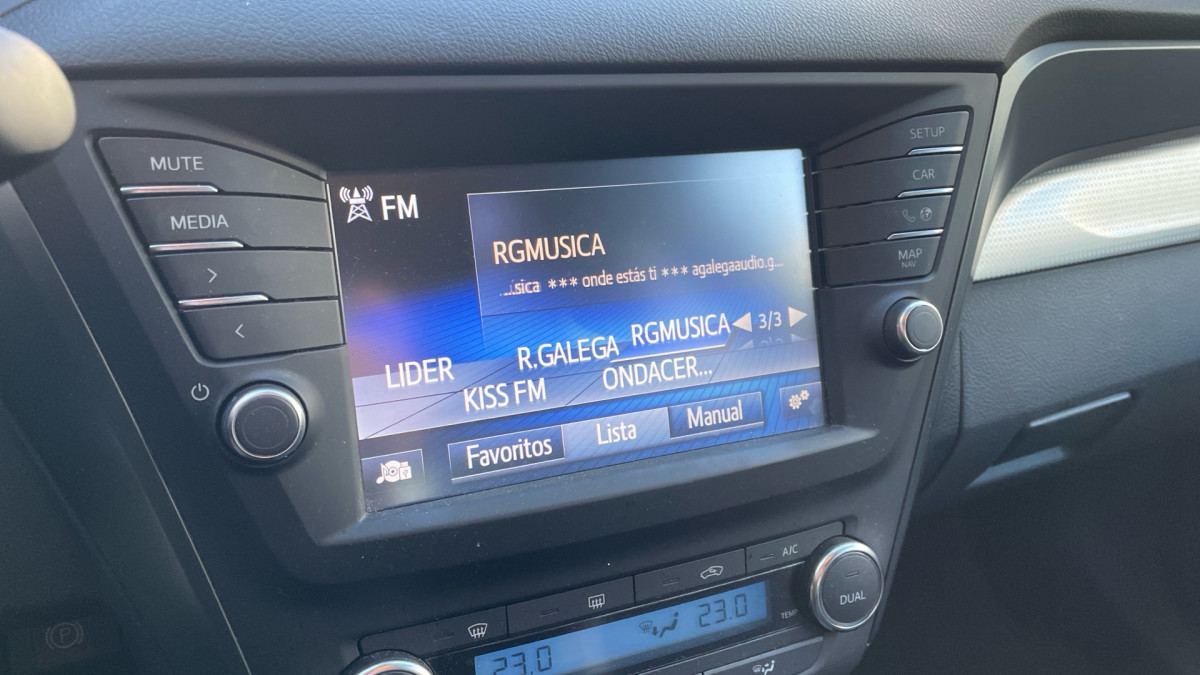 MUTE
MEDIA
FM
RGMUSICA
...sica *** onde estás ti *** agalegaaudio.g...
LIDER
R.GALEGA
RGMUSICA
3/3
KISS FM
ONDACER...
Favoritos
Lista
Manual
SETUP
CAR
MAP
NAV
A/C
DUAL
TEMP
23.0
23.0
P